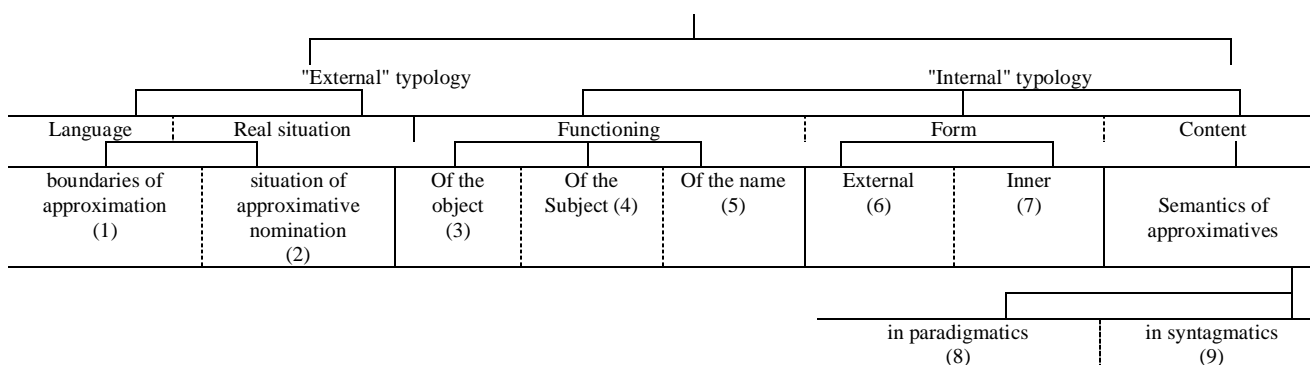 "External" typology
"Internal" typology
Language
Real situation
Functioning
Form
Content
boundaries of
approximation
(1)
situation of
approximative
nomination
(2)
Of the
object
(3)
Of the
Subject (4)
Of the name
(5)
External
(6)
Inner
(7)
Semantics of
approximatives
in paradigmatics
(8)
in syntagmatics
(9)